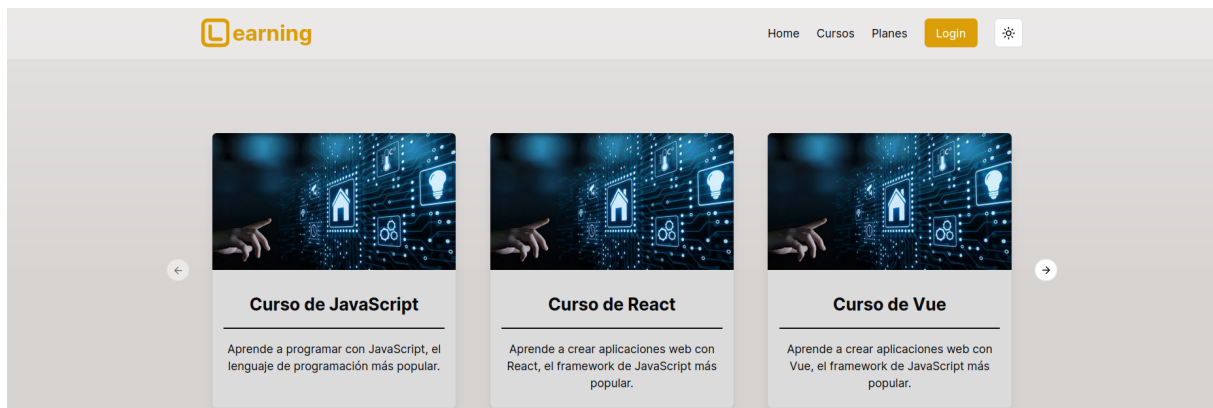 Learning
Home Cursos Planes Login
Curso de JavaScript
Aprende a programar con JavaScript, el
lenguaje de programación más popular.
Curso de React
Aprende a crear aplicaciones web con
React, el framework de JavaScript más
popular.
Curso de Vue
Aprende a crear aplicaciones web con
Vue, el framework de JavaScript más
popular.